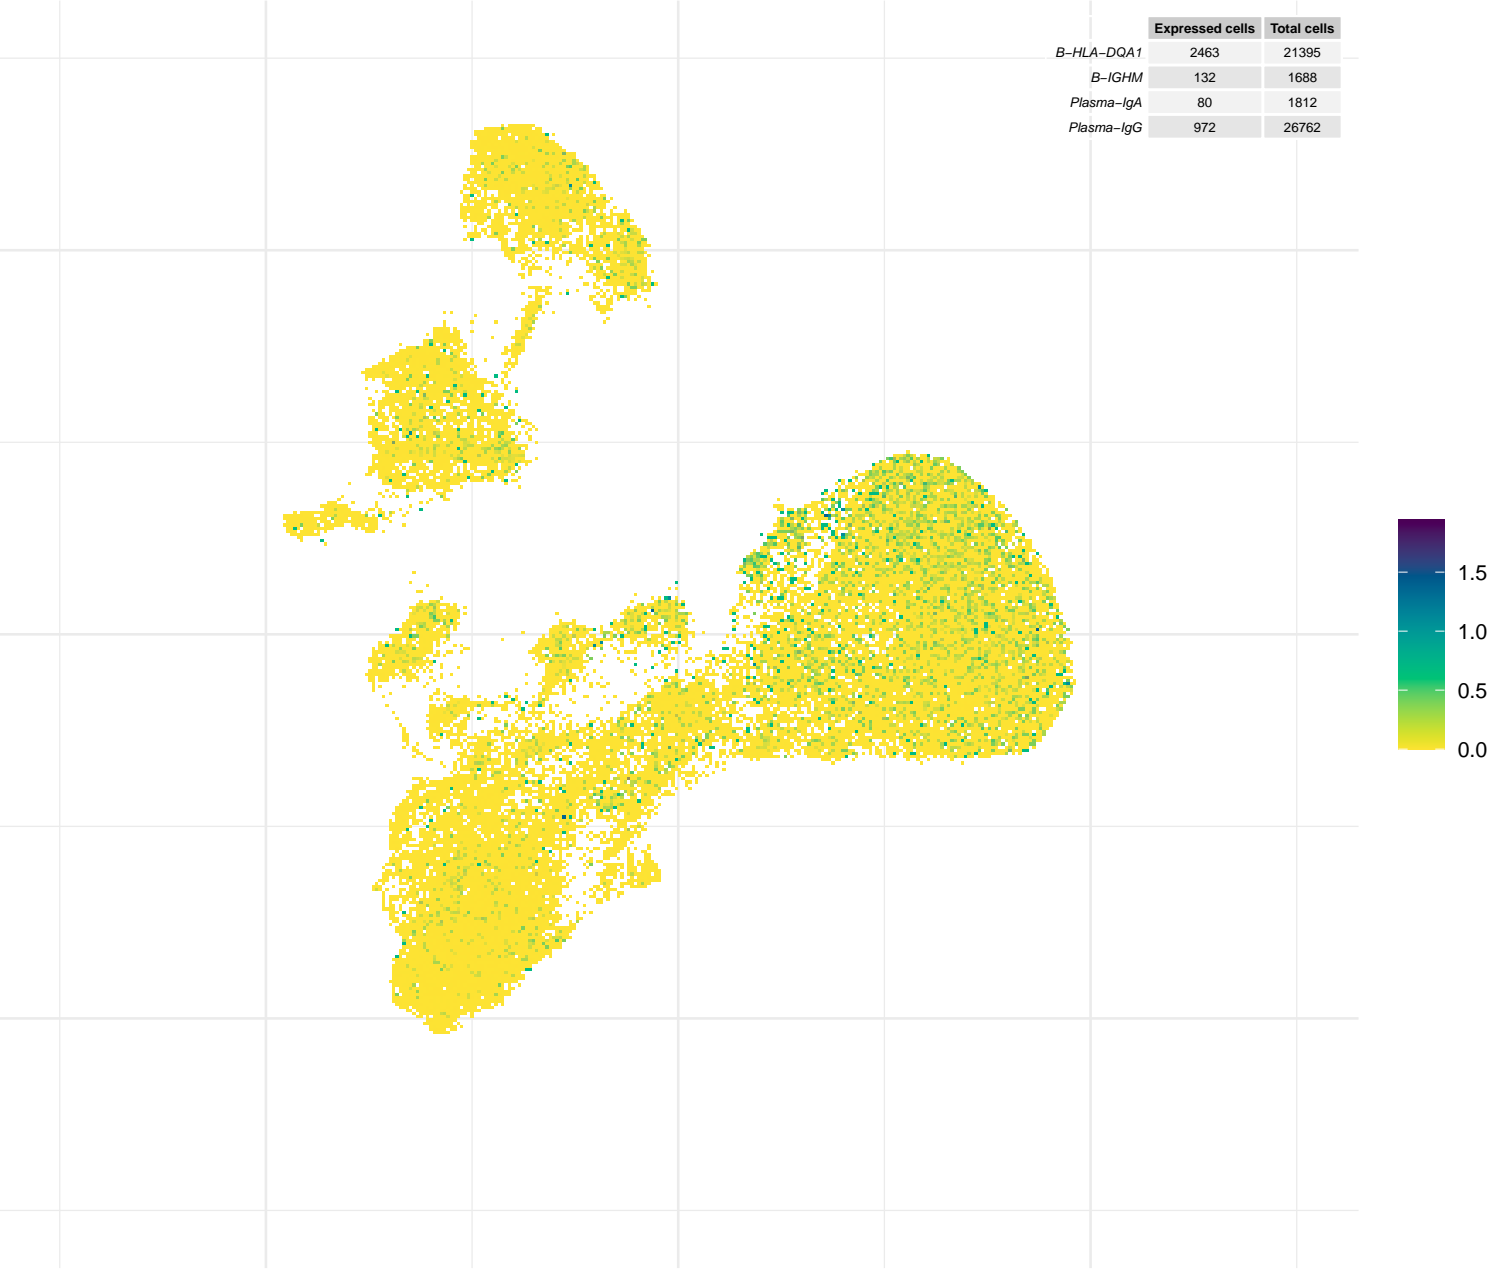 Expressed cells Total cells
B−HLA−DQA1 2463 21395
B−IGHM 132 1688
Plasma−IgA 80 1812
Plasma−IgG 972 26762
1.5
1.0
0.5
0.0